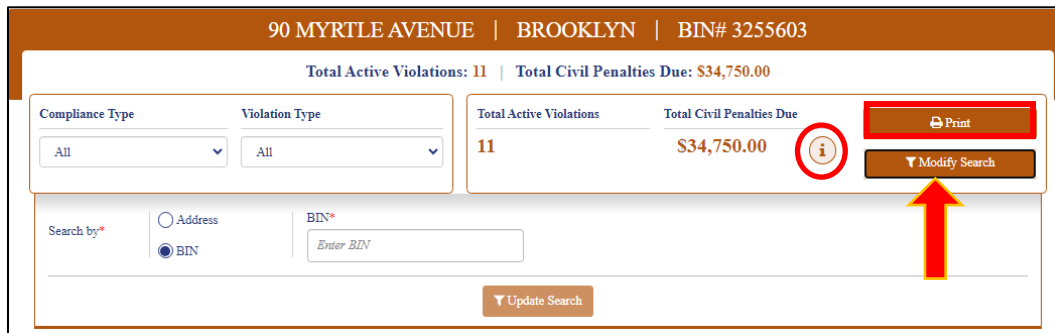 90 MYRTLE AVENUE | BROOKLYN | BIN# 3255603
Total Active Violations: 11 | Total Civil Penalties Due: $34,750.00
Compliance Type
All
Violation Type
All
Total Active Violations
11
Total Civil Penalties Due
$34,750.00
i
Print
Modify Search
Search by*
Address
BIN
BIN*
Enter BIN
Update Search